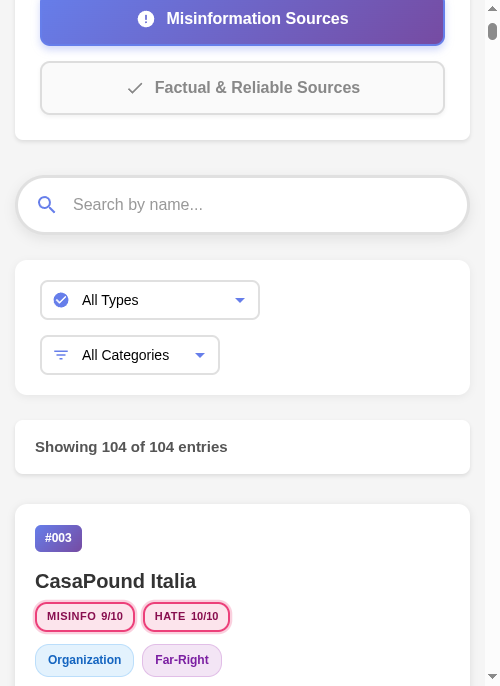 Misinformation Sources
Factual & Reliable Sources
Search by name...
All Types
All Categories
Showing 104 of 104 entries
#003
CasaPound Italia
MISINFO 9/10 HATE 10/10
Organization Far-Right